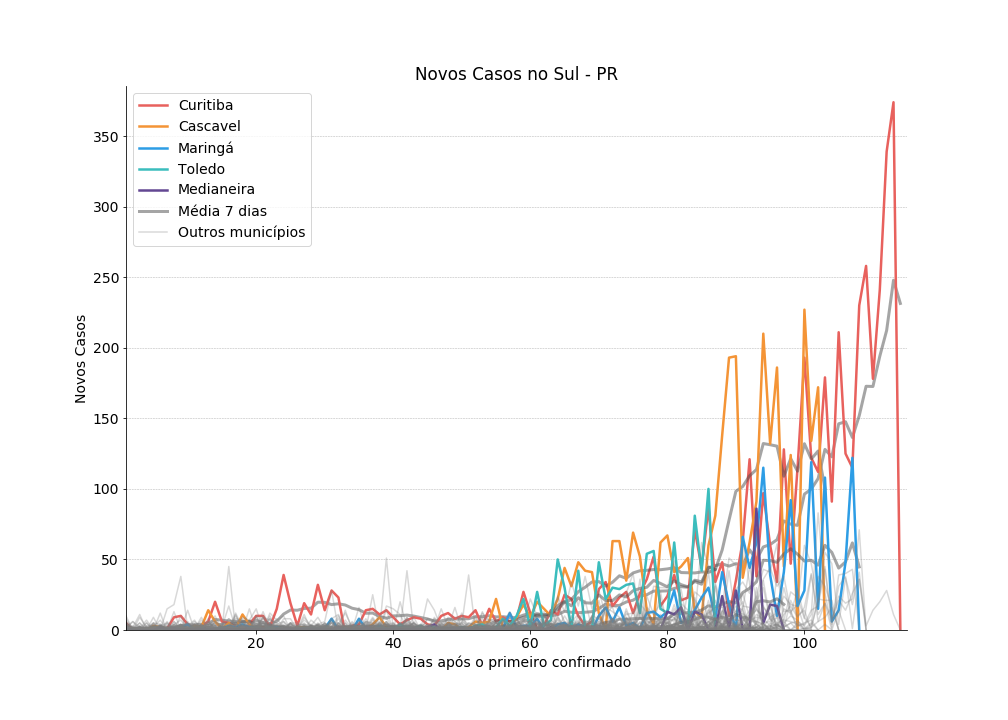 Novos Casos no Sul - PR
Curitiba
Cascavel
Maringá
Toledo
Medianeira
Média 7 dias
Outros municípios
Novos Casos
350
300
250
200
150
100
50
0
20 40 60 80 100
Dias após o primeiro confirmado